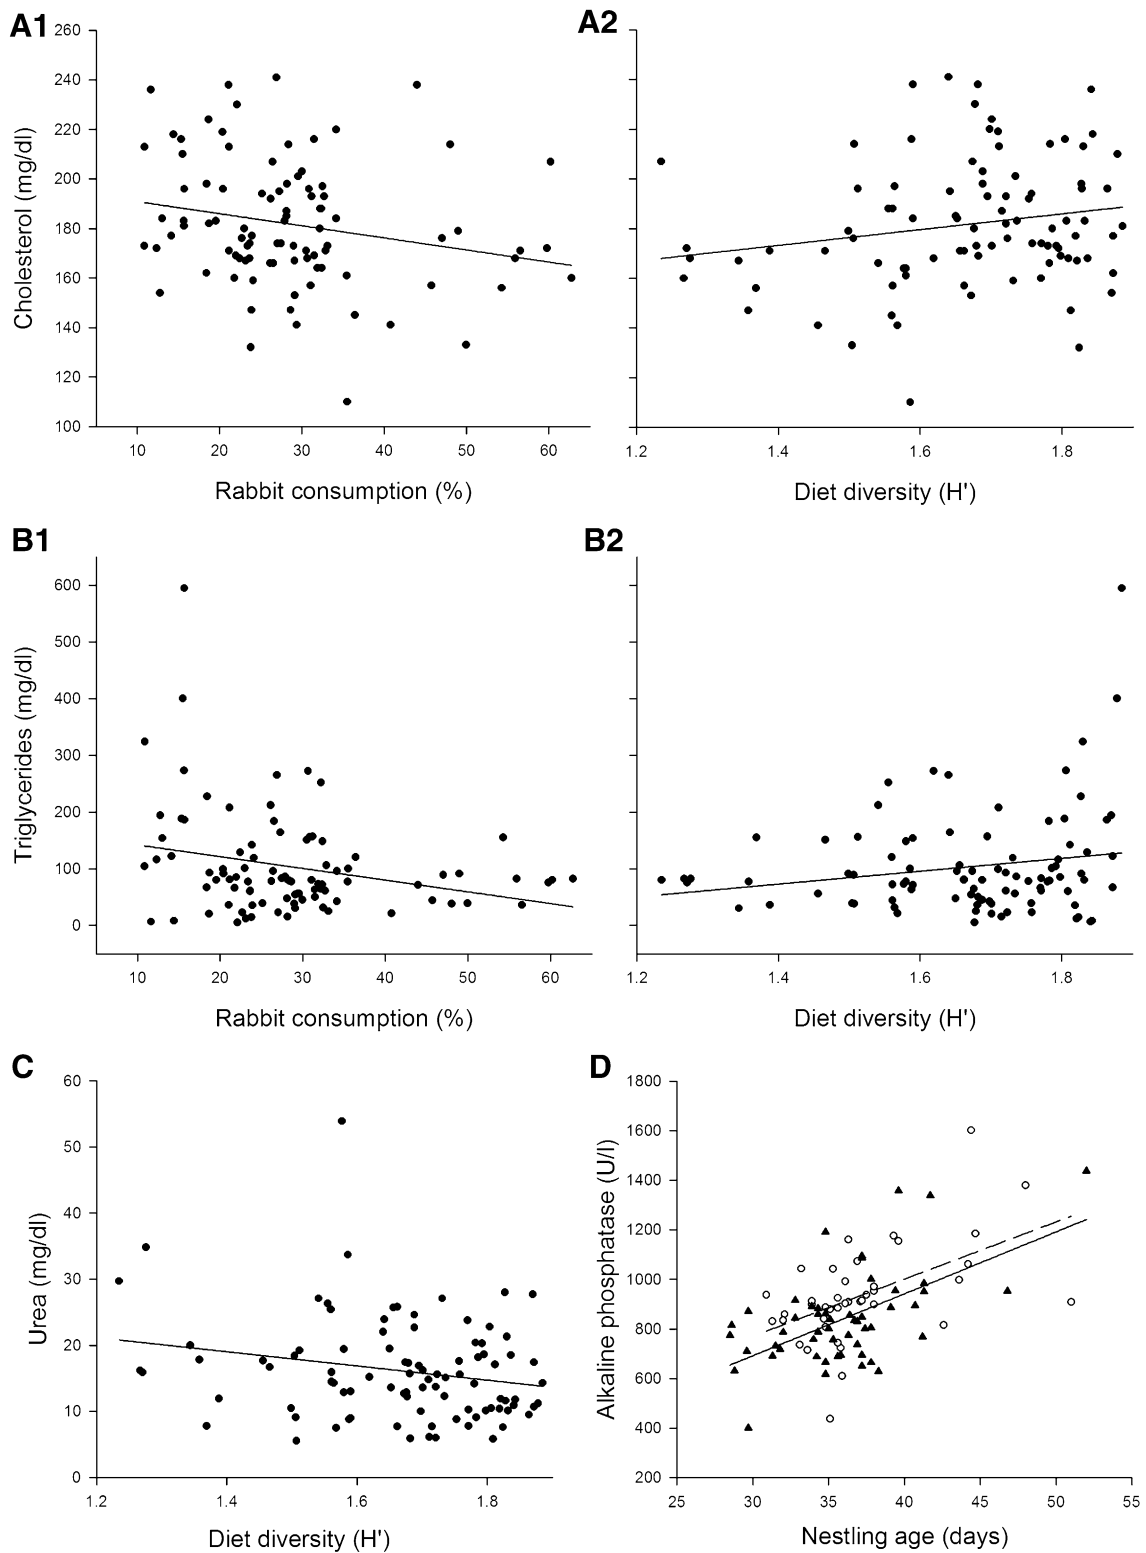 A1
A2
260
240
220
200
180
160
140
120
100
Cholesterol (mg/dl)
10 20 30 40 50 60
1.2 1.4 1.6 1.8
Rabbit consumption (%)
Diet diversity (H')
B1
B2
600
500
400
300
200
100
0
Triglycerides (mg/dl)
10 20 30 40 50 60
1.2 1.4 1.6 1.8
Rabbit consumption (%)
Diet diversity (H')
C
60
50
40
30
20
10
0
Urea (mg/dl)
1.2 1.4 1.6 1.8
Diet diversity (H')
D
1800
1600
1400
1200
1000
800
600
400
200
Alkaline phosphatase (U/l)
25 30 35 40 45 50 55
Nestling age (days)